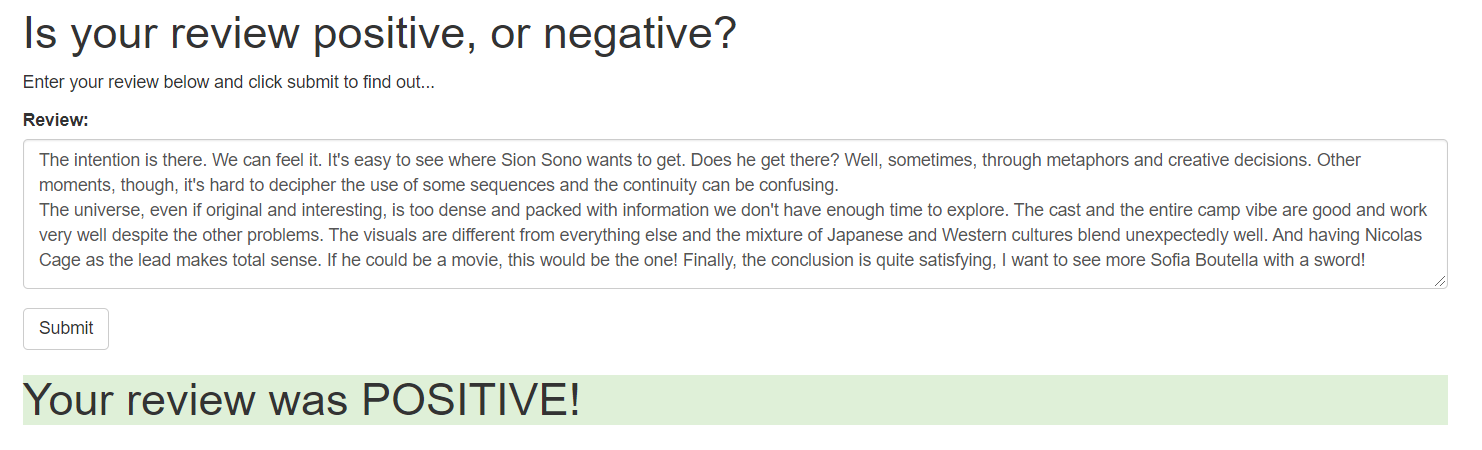 Is your review positive, or negative?
Enter your review below and click submit to find out...
Review:
The intention is there. We can feel it. It's easy to see where Sion Sono wants to get. Does he get there? Well, sometimes, through metaphors and creative decisions. Other
moments, though, it's hard to decipher the use of some sequences and the continuity can be confusing.
The universe, even if original and interesting, is too dense and packed with information we don't have enough time to explore. The cast and the entire camp vibe are good and work
very well despite the other problems. The visuals are different from everything else and the mixture of Japanese and Western cultures blend unexpectedly well. And having Nicolas
Cage as the lead makes total sense. If he could be a movie, this would be the one! Finally, the conclusion is quite satisfying, I want to see more Sofia Boutella with a sword!
Submit
Your review was POSITIVE!